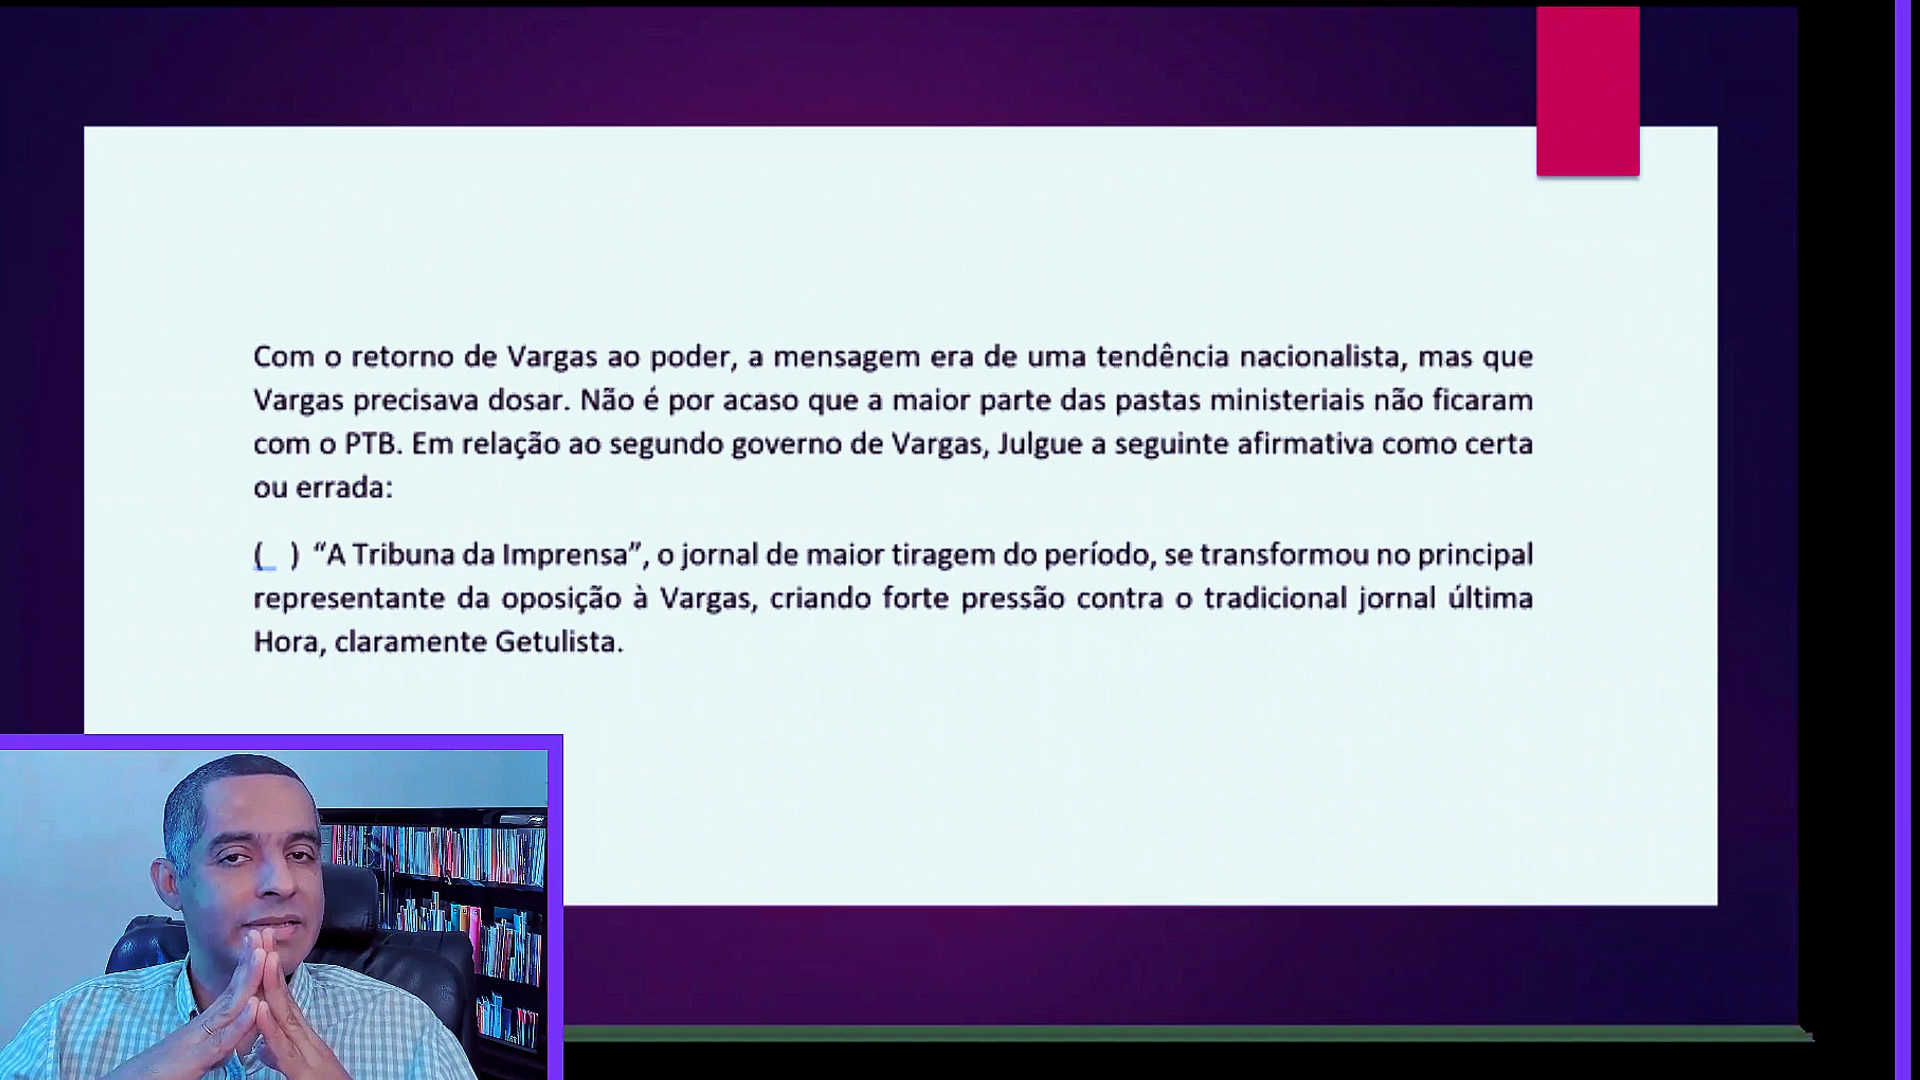 Com o retorno de Vargas ao poder, a mensagem era de uma tendência nacionalista, mas que
Vargas precisava dosar. Não é por acaso que a maior parte das pastas ministeriais não ficaram
com o PTB. Em relação ao segundo governo de Vargas, Julgue a seguinte afirmativa como certa
ou errada:
( _ ) “A Tribuna da Imprensa”, o jornal de maior tiragem do período, se transformou no principal
representante da oposição à Vargas, criando forte pressão contra o tradicional jornal última
Hora, claramente Getulista.